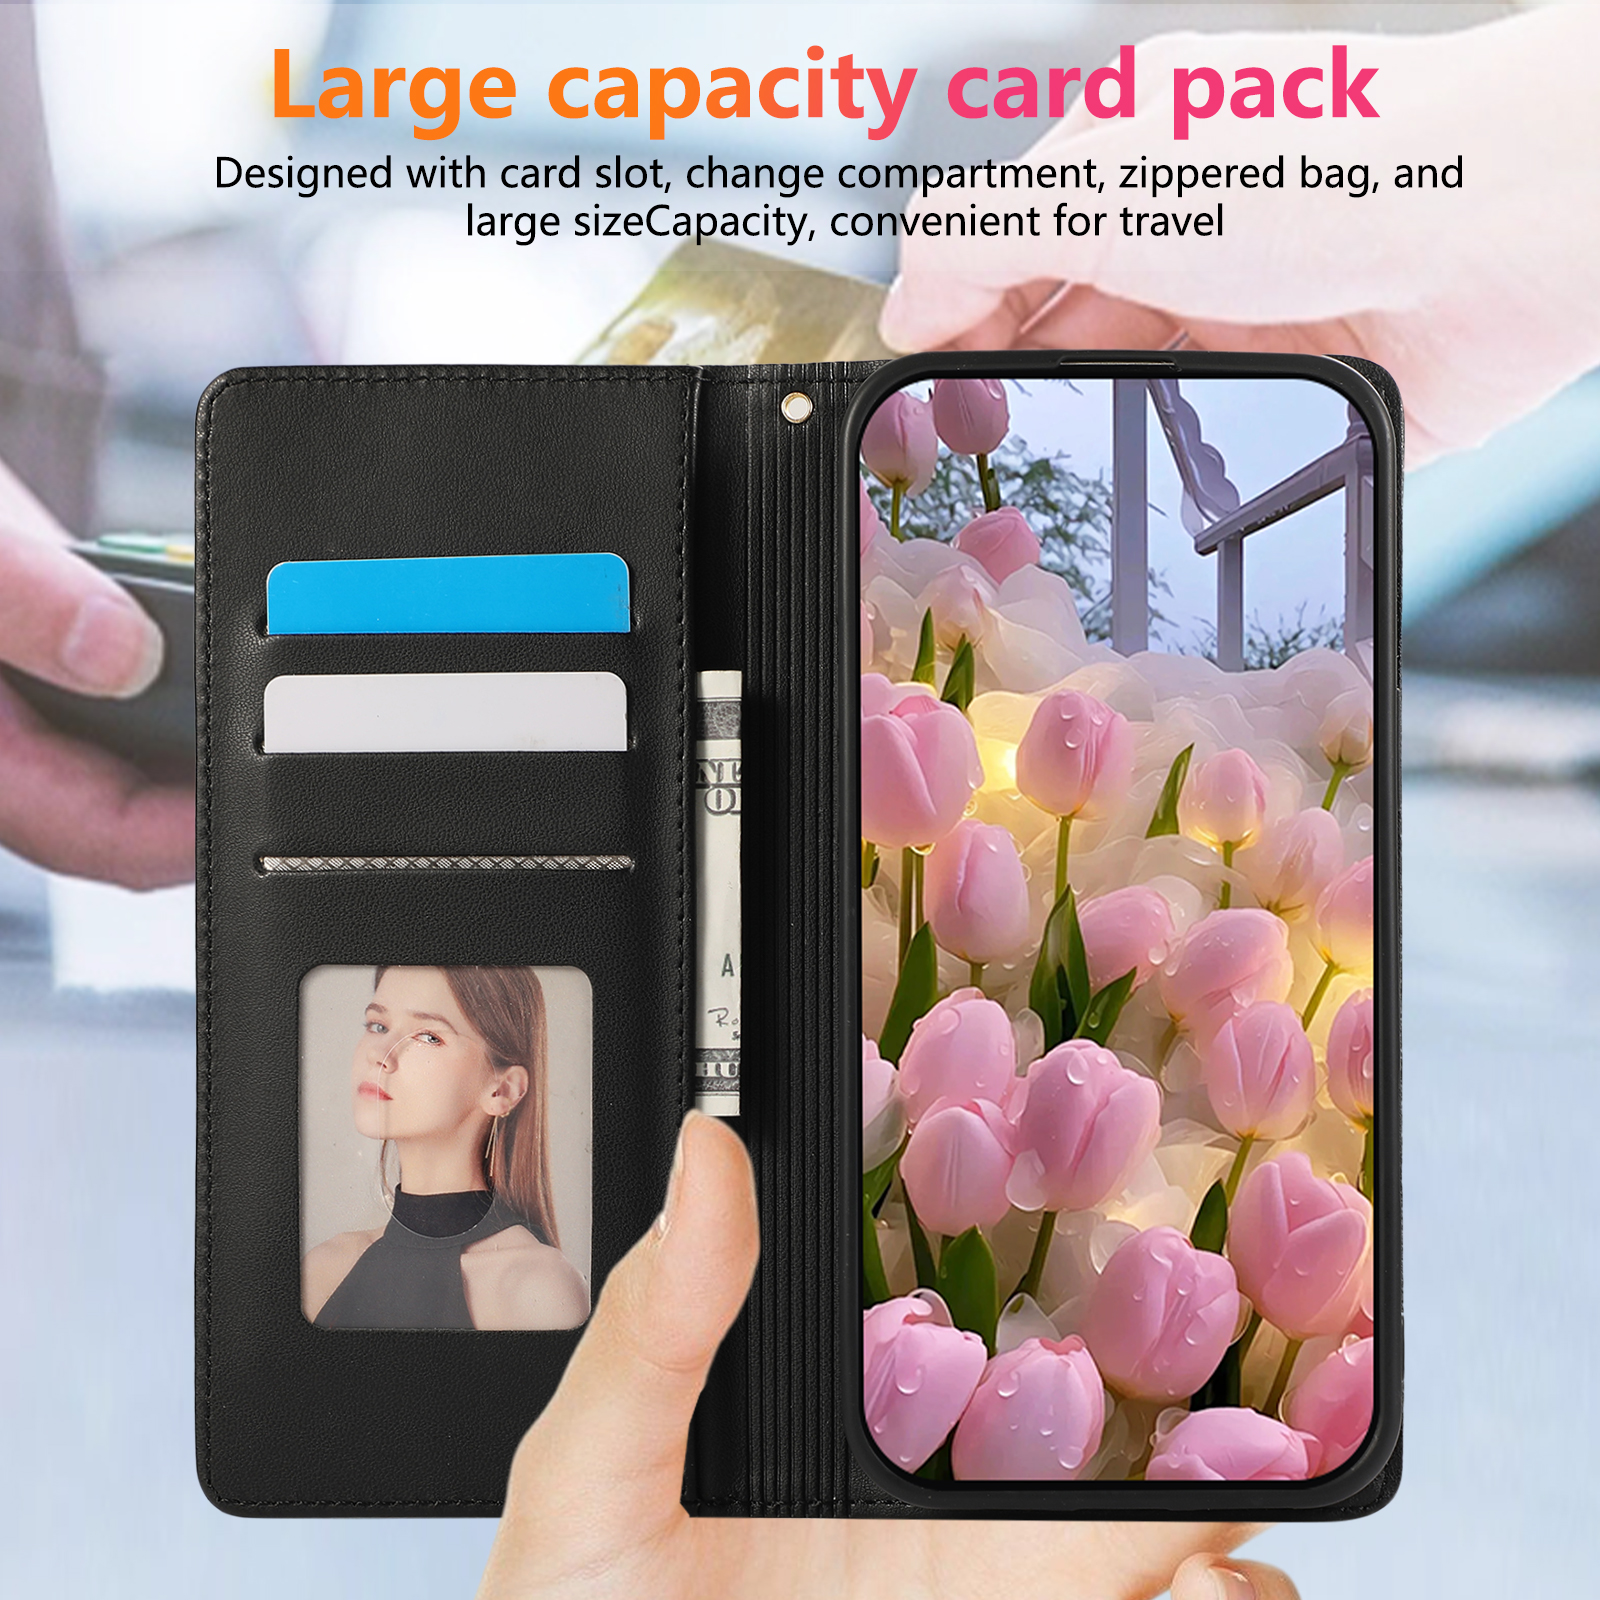 Large capacity card pack
Designed with card slot, change compartment, zippered bag, and
large sizeCapacity, convenient for travel